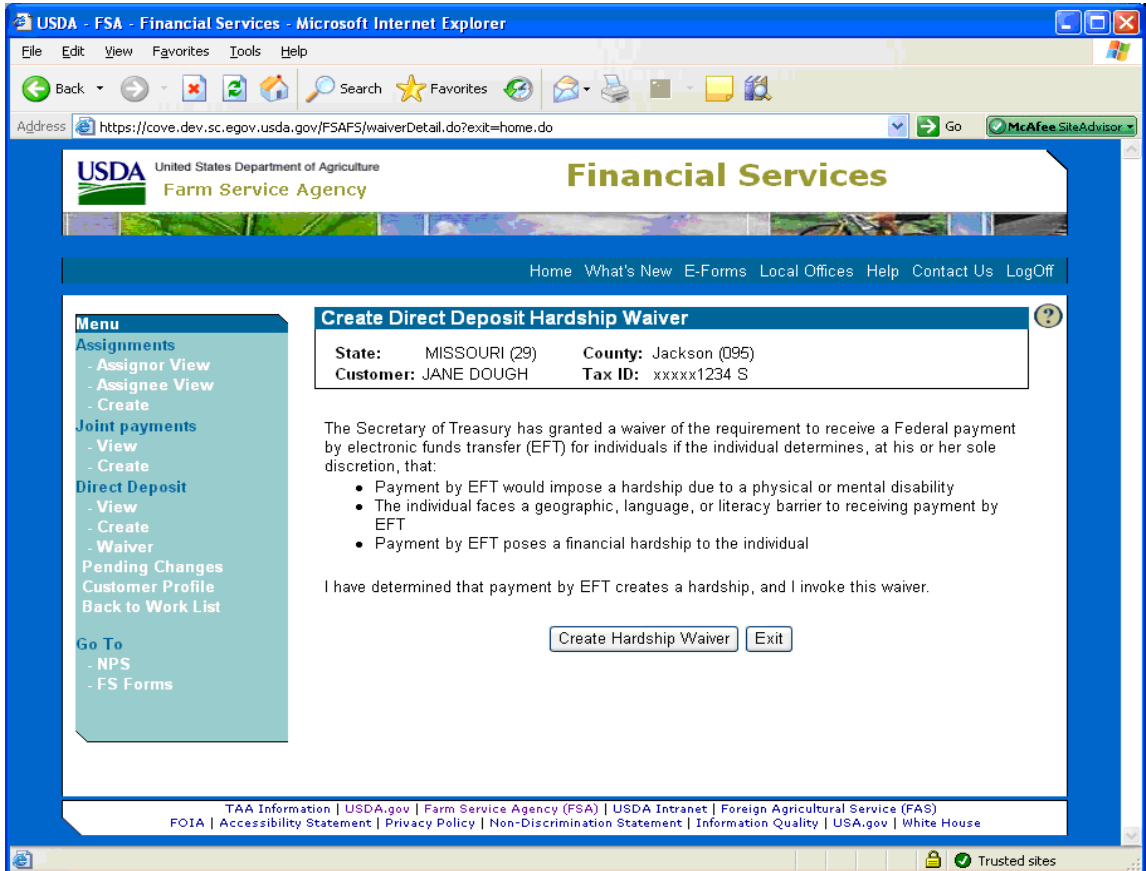 USDA - FSA - Financial Services - Microsoft Internet Explorer
File Edit View Favorites Tools Help
Back Search Favorites
Address https://cove.dev.sc.egov.usda.gov/FSAFS/waiverDetail.do?exit=home.do Go McAfee SiteAdvisor
USDA United States Department of Agriculture
Farm Service Agency
Financial Services
Home What's New E-Forms Local Offices Help Contact Us LogOff
Menu
Assignments
- Assignor View
- Assignee View
- Create
Joint payments
- View
- Create
Direct Deposit
- View
- Create
- Waiver
Pending Changes
Customer Profile
Back to Work List
Go To
- NPS
- FS Forms
Create Direct Deposit Hardship Waiver
?
State: MISSOURI (29) County: Jackson (095)
Customer: JANE DOUGH Tax ID: xxxxx1234 S
The Secretary of Treasury has granted a waiver of the requirement to receive a Federal payment
by electronic funds transfer (EFT) for individuals if the individual determines, at his or her sole
discretion, that:
• Payment by EFT would impose a hardship due to a physical or mental disability
• The individual faces a geographic, language, or literacy barrier to receiving payment by
EFT
• Payment by EFT poses a financial hardship to the individual
I have determined that payment by EFT creates a hardship, and I invoke this waiver.
Create Hardship Waiver Exit
TAA Information | USDA.gov | Farm Service Agency (FSA) | USDA Intranet | Foreign Agricultural Service (FAS)
FOIA | Accessibility Statement | Privacy Policy | Non-Discrimination Statement | Information Quality | USA.gov | White House
Trusted sites